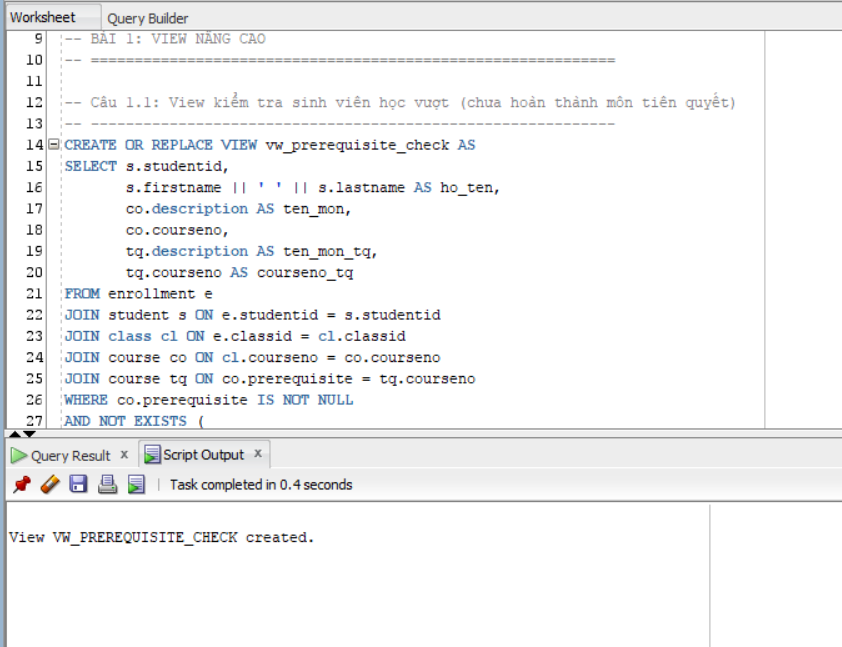 Worksheet Query Builder
9 -- BÀI 1: VIEW NÂNG CAO
10 -- ============================================================
11
12 -- Câu 1.1: View kiểm tra sinh viên học vượt (chưa hoàn thành môn tiên quyết)
13 -- ------------------------------------------------------------
14 CREATE OR REPLACE VIEW vw_prerequisite_check AS
15 SELECT s.studentid,
16 s.firstname || ' ' || s.lastname AS ho_ten,
17 co.description AS ten_mon,
18 co.courseno,
19 tq.description AS ten_mon_tq,
20 tq.courseno AS courseno_tq
21 FROM enrollment e
22 JOIN student s ON e.studentid = s.studentid
23 JOIN class cl ON e.classid = cl.classid
24 JOIN course co ON cl.courseno = co.courseno
25 JOIN course tq ON co.prerequisite = tq.courseno
26 WHERE co.prerequisite IS NOT NULL
27 AND NOT EXISTS (
Query Result x Script Output x
Task completed in 0.4 seconds
View VW_PREREQUISITE_CHECK created.